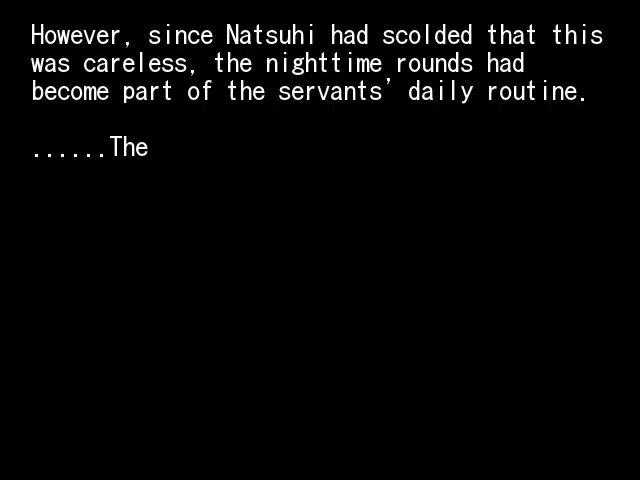 However, since Natsuhi had scolded that this
was careless, the nighttime rounds had
become part of the servants' daily routine.
......The